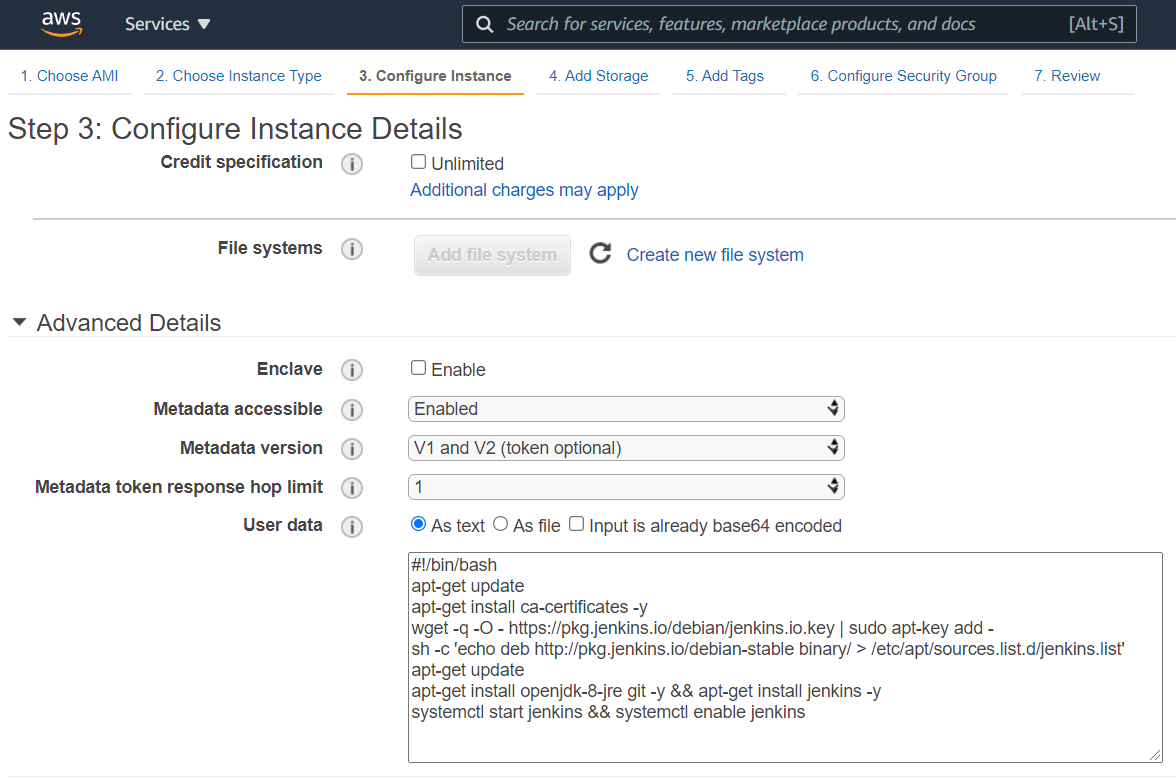 aws Services Search for services, features, marketplace products, and docs [Alt+S]
1. Choose AMI 2. Choose Instance Type 3. Configure Instance 4. Add Storage 5. Add Tags 6. Configure Security Group 7. Review
Step 3: Configure Instance Details
Credit specification Unlimited
Additional charges may apply
File systems Add file system Create new file system
Advanced Details
Enclave Enable
Metadata accessible Enabled
Metadata version V1 and V2 (token optional)
Metadata token response hop limit 1
User data As text As file Input is already base64 encoded
#!/bin/bash
apt-get update
apt-get install ca-certificates -y
wget -q -O - https://pkg.jenkins.io/debian/jenkins.io.key | sudo apt-key add -
sh -c 'echo deb http://pkg.jenkins.io/debian-stable binary/ > /etc/apt/sources.list.d/jenkins.list'
apt-get update
apt-get install openjdk-8-jre git -y && apt-get install jenkins -y
systemctl start jenkins && systemctl enable jenkins